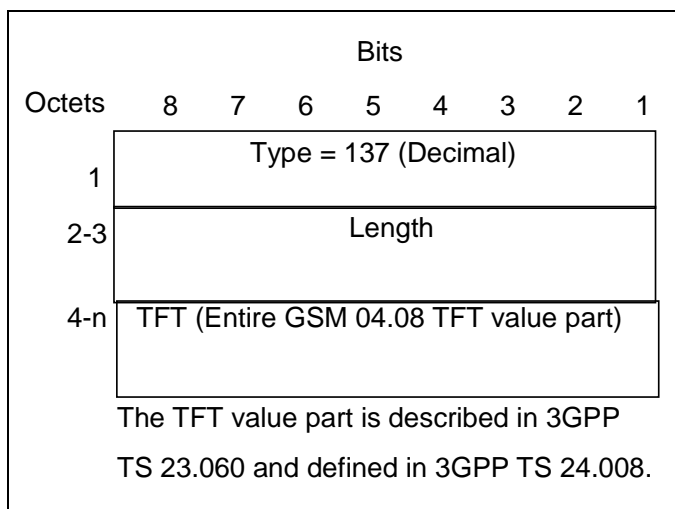 Bits
Octets 8 7 6 5 4 3 2 1
1 Type = 137 (Decimal)
2-3 Length
4-n TFT (Entire GSM 04.08 TFT value part)
The TFT value part is described in 3GPP
TS 23.060 and defined in 3GPP TS 24.008.